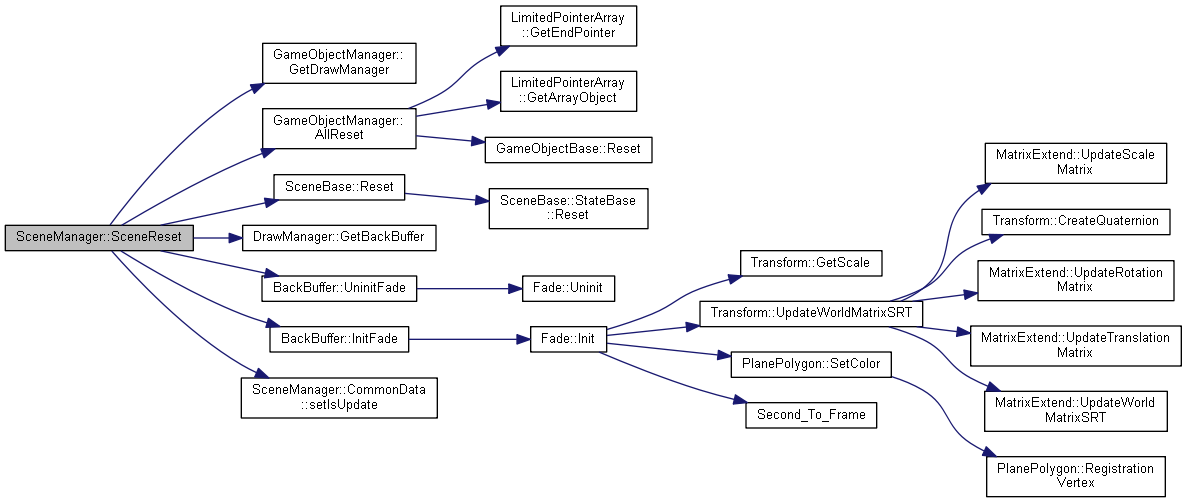 SceneManager::SceneReset
GameObjectManager::
GetDrawManager
GameObjectManager::
AllReset
SceneBase::Reset
DrawManager::GetBackBuffer
BackBuffer::UninitFade
BackBuffer::InitFade
SceneManager::CommonData
::setIsUpdate
LimitedPointerArray
::GetEndPointer
LimitedPointerArray
::GetArrayObject
GameObjectBase::Reset
SceneBase::StateBase
::Reset
Fade::Uninit
Fade::Init
Transform::GetScale
Transform::UpdateWorldMatrixSRT
PlanePolygon::SetColor
Second_To_Frame
MatrixExtend::UpdateScale
Matrix
Transform::CreateQuaternion
MatrixExtend::UpdateRotation
Matrix
MatrixExtend::UpdateTranslation
Matrix
MatrixExtend::UpdateWorld
MatrixSRT
PlanePolygon::Registration
Vertex